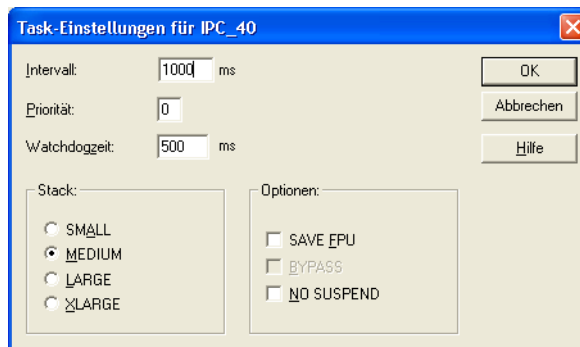 Task-Einstellungen für IPC_40
Intervall: 1000 ms OK
Priorität: 0 Abbrechen
Watchdogzeit: 500 ms Hilfe
Stack: Optionen:
SMALL SAVE FPU
MEDIUM BYPASS
LARGE NO SUSPEND
XLARGE